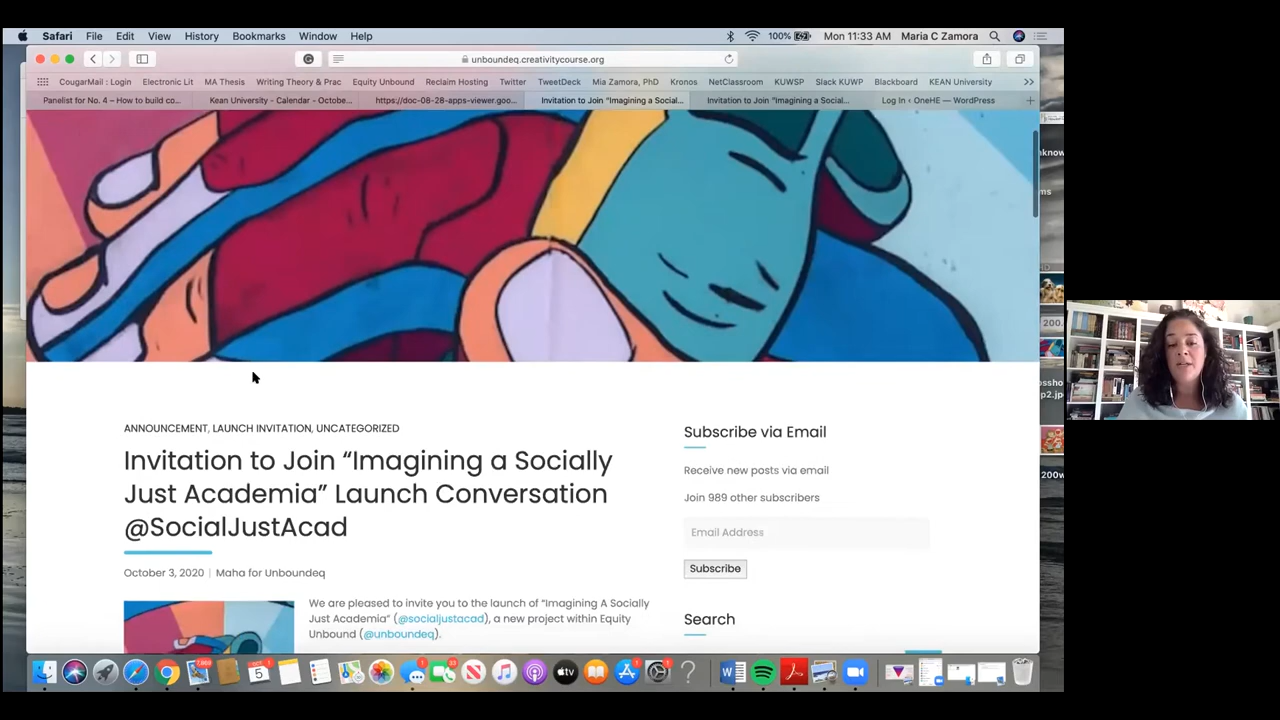 Safari File Edit View History Bookmarks Window Help 100% Mon 11:33 AM Maria C Zamora
unboundeq.creativitycourse.org
CougarMail : Login Electronic Lit MA Thesis Writing Theory & Prac Equity Unbound Reclaim Hosting Twitter TweetDeck Mia Zamora, PhD Kronos NetClassroom KUWSP Slack KUWP Blackboard KEAN University
Panelist for No. 4 – How to build co... Kean University - Calendar - Octobe... https://doc-08-28-apps-viewer.goo... Invitation to Join “Imagining a Social... Invitation to Join “Imagining a Social... Log In ‹ OneHE — WordPress
ANNOUNCEMENT, LAUNCH INVITATION, UNCATEGORIZED
Invitation to Join “Imagining a Socially
Just Academia” Launch Conversation
@SocialJustAcad
October 3, 2020 | Maha for Unboundeq
We are pleased to invite you to the launch of “Imagining A Socially
Just Academia” (@socialjustacad), a new project within Equity
Unbound (@unboundeq).
Subscribe via Email
Receive new posts via email
Join 989 other subscribers
Email Address
Subscribe
Search